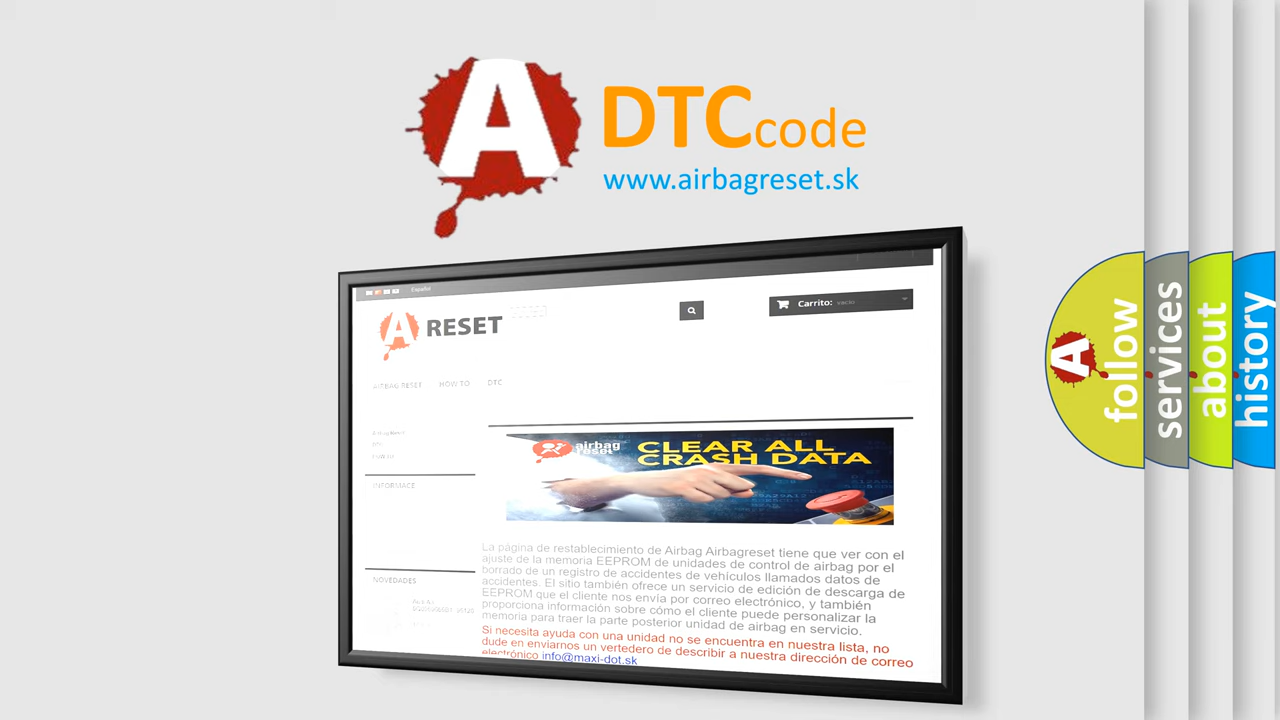 A
DTC code
www.airbagreset.sk
Español
A RESET
Carrito: vacío
AIRBAG RESET HOW TO DTC
INFORMACE
NOVEDADES
airbag
reset
CLEAR ALL
CRASH DATA
La página de restablecimiento de Airbag Airbagreset tiene que ver con el
ajuste de la memoria EEPROM de unidades de control de airbag por el
borrado de un registro de accidentes de vehículos llamados datos de
accidentes. El sitio también ofrece un servicio de edición de descarga de
EEPROM que el cliente nos envía por correo electrónico, y también
proporciona información sobre cómo el cliente puede personalizar la
memoria para traer la parte posterior unidad de airbag en servicio.
Si necesita ayuda con una unidad no se encuentra en nuestra lista, no
dude en enviarnos un vertedero de describir a nuestra dirección de correo
electrónico info@maxi-dot.sk
A
follow
services
about
history